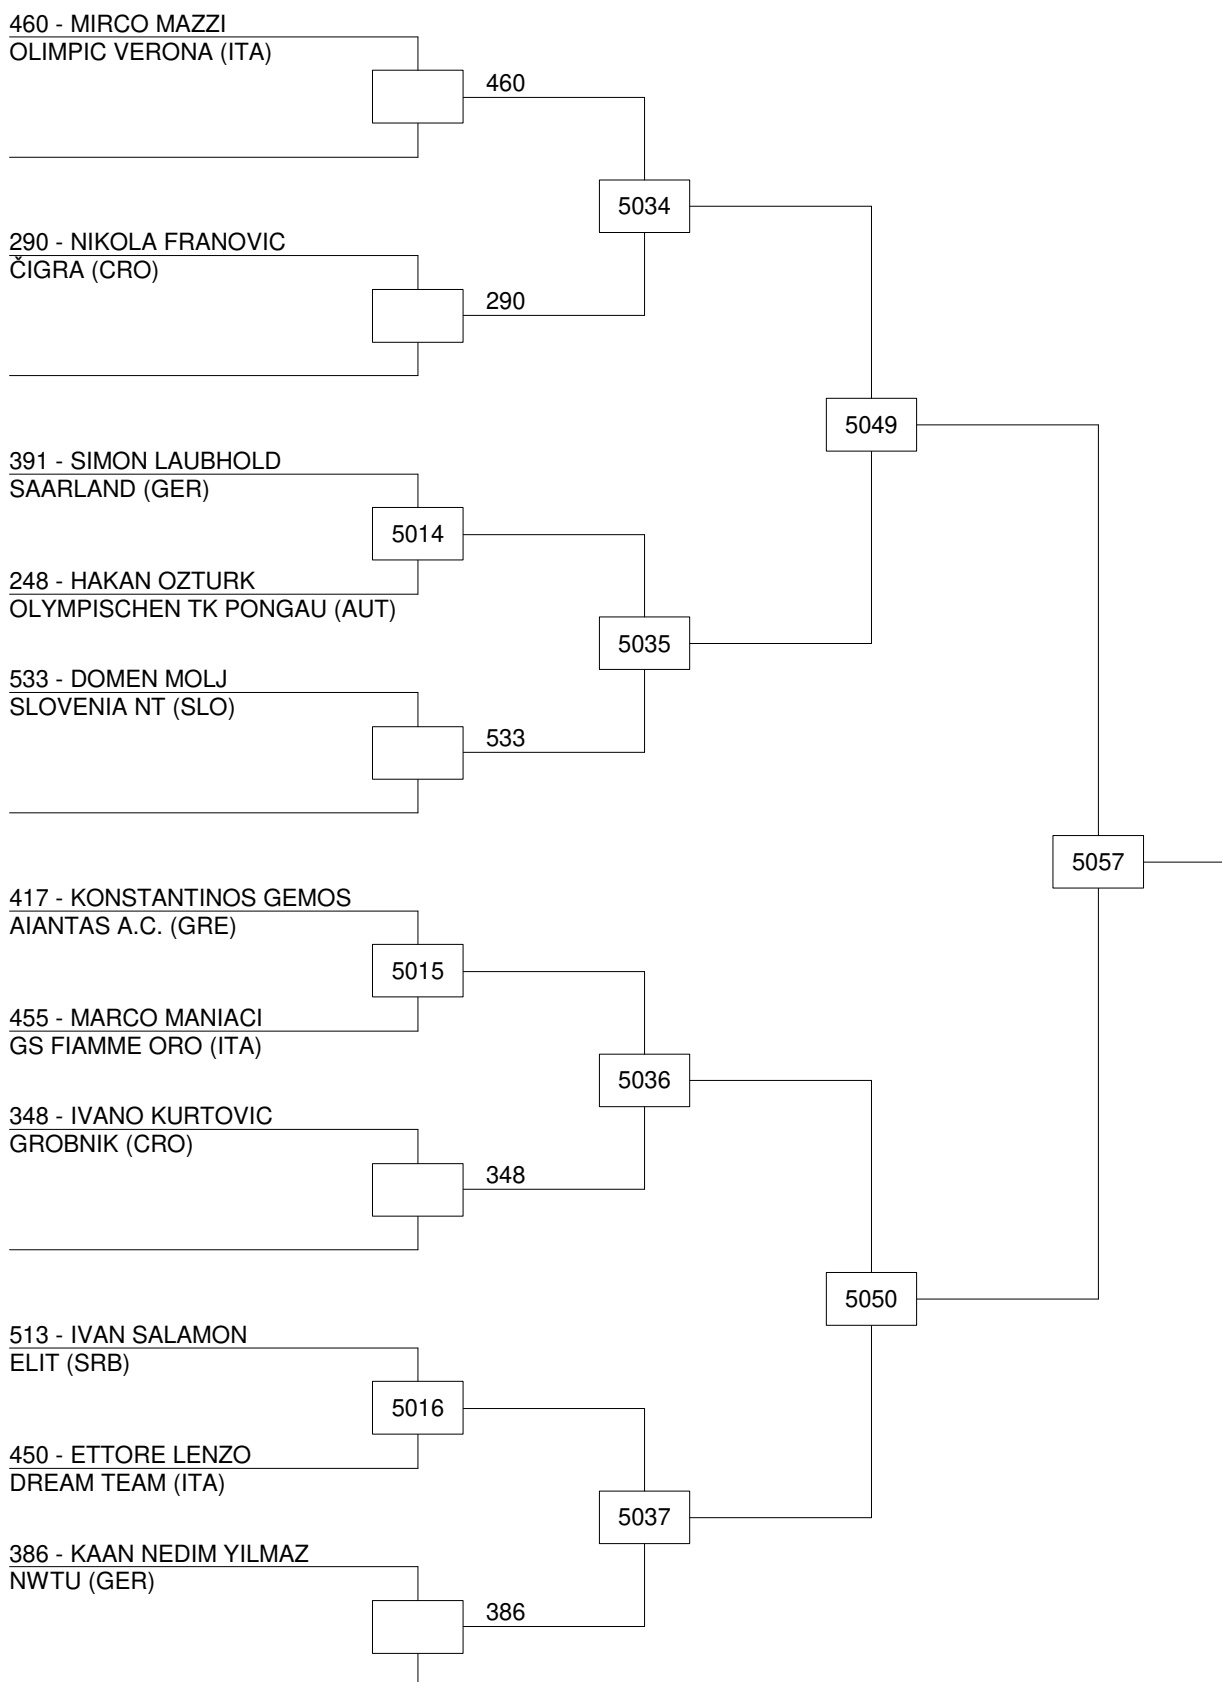 460 - MIRCO MAZZI
OLIMPIC VERONA (ITA)
460
5034
290 - NIKOLA FRANOVIC
ČIGRA (CRO)
290
5049
391 - SIMON LAUBHOLD
SAARLAND (GER)
5014
248 - HAKAN OZTURK
OLYMPISCHEN TK PONGAU (AUT)
5035
533 - DOMEN MOLJ
SLOVENIA NT (SLO)
533
5057
417 - KONSTANTINOS GEMOS
AIANTAS A.C. (GRE)
5015
455 - MARCO MANIACI
GS FIAMME ORO (ITA)
5036
348 - IVANO KURTOVIC
GROBNIK (CRO)
348
5050
513 - IVAN SALAMON
ELIT (SRB)
5016
450 - ETTORE LENZO
DREAM TEAM (ITA)
5037
386 - KAAN NEDIM YILMAZ
NWTU (GER)
386